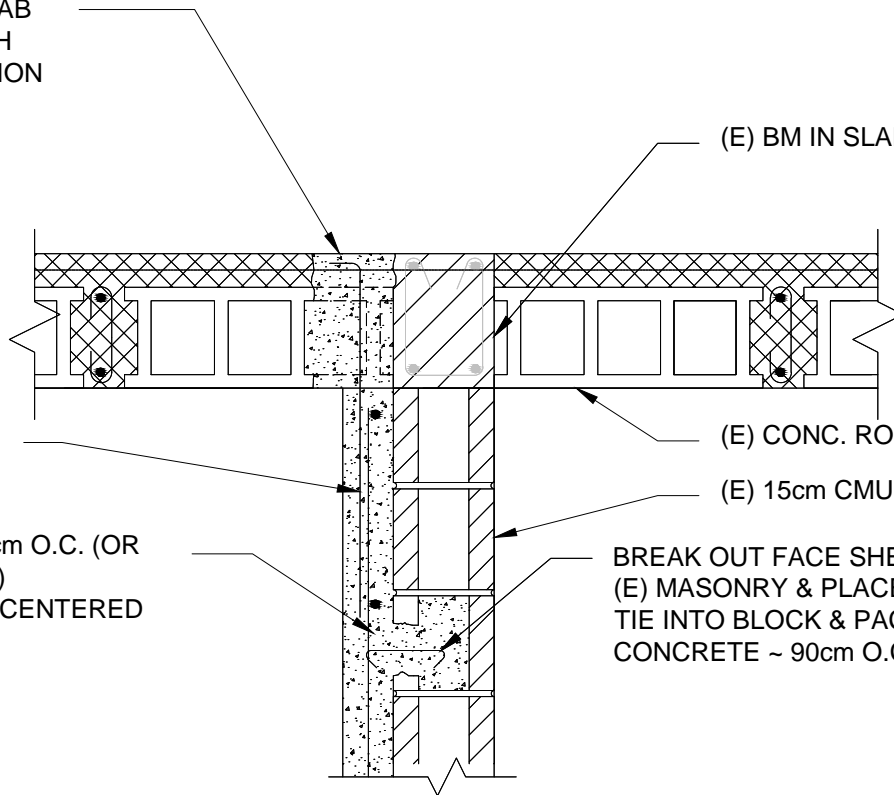 AB
H
ION
(E) BM IN SLA
(E) CONC. RO
(E) 15cm CMU
cm O.C. (OR
)
CENTERED
BREAK OUT FACE SHE
(E) MASONRY & PLACE
TIE INTO BLOCK & PAC
CONCRETE ~ 90cm O.C